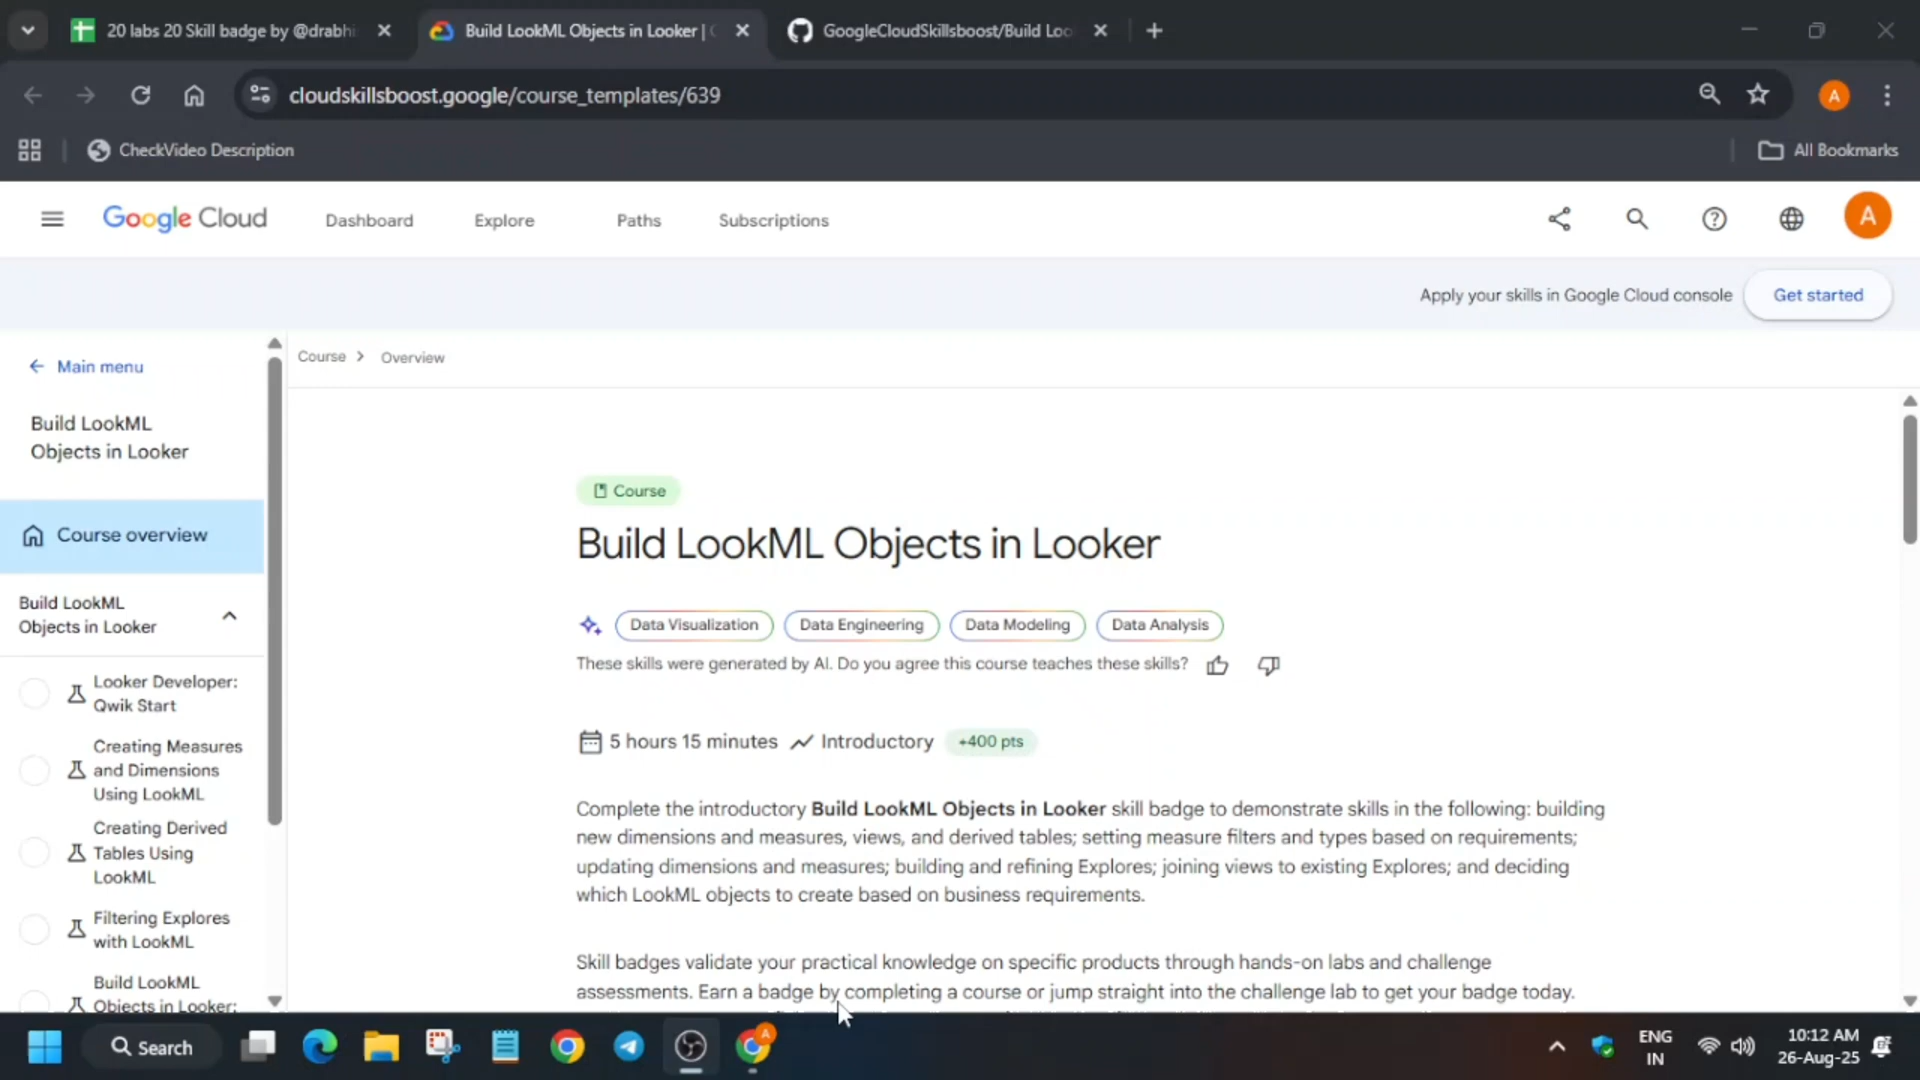 20 labs 20 Skill badge by @drabhi
Build LookML Objects in Looker |
GoogleCloudSkillsboost/Build Loo
cloudskillsboost.google/course_templates/639
A
CheckVideo Description
All Bookmarks
Google Cloud
Dashboard
Explore
Paths
Subscriptions
A
Apply your skills in Google Cloud console
Get started
Main menu
Course
Overview
Build LookML
Objects in Looker
Course
Build LookML Objects in Looker
Course overview
Build LookML
Objects in Looker
Data Visualization
Data Engineering
Data Modeling
Data Analysis
These skills were generated by AI. Do you agree this course teaches these skills?
Looker Developer:
Qwik Start
Creating Measures
and Dimensions
Using LookML
5 hours 15 minutes
Introductory
+400 pts
Creating Derived
Tables Using
LookML
Complete the introductory Build LookML Objects in Looker skill badge to demonstrate skills in the following: building
new dimensions and measures, views, and derived tables; setting measure filters and types based on requirements;
updating dimensions and measures; building and refining Explores; joining views to existing Explores; and deciding
which LookML objects to create based on business requirements.
Filtering Explores
with LookML
Build LookML
Objects in Looker:
Skill badges validate your practical knowledge on specific products through hands-on labs and challenge
assessments. Earn a badge by completing a course or jump straight into the challenge lab to get your badge today.
Search
A
ENG
IN
10:12 AM
26-Aug-25